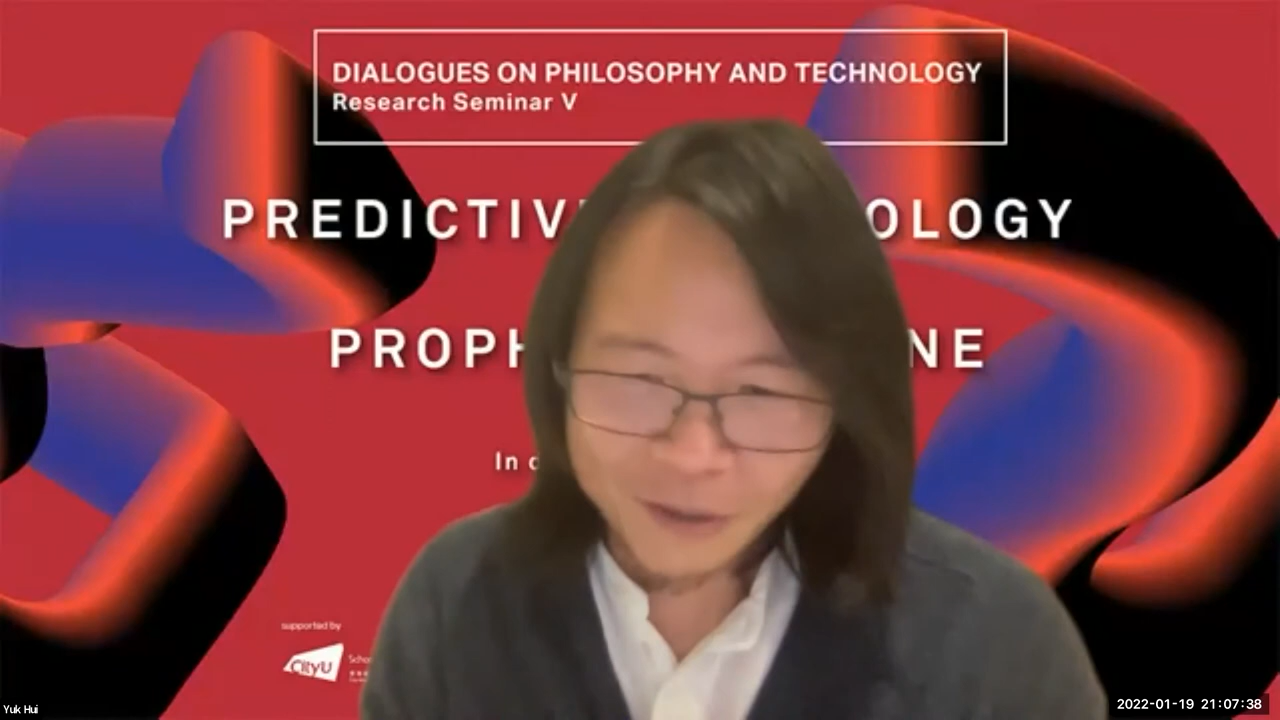 DIALOGUES ON PHILOSOPHY AND TECHNOLOGY
Research Seminar V
PREDICTIV OLOGY
PROPH NE
In c
supported by
CityU
Scho
Yuk Hui
2022-01-19 21:07:38